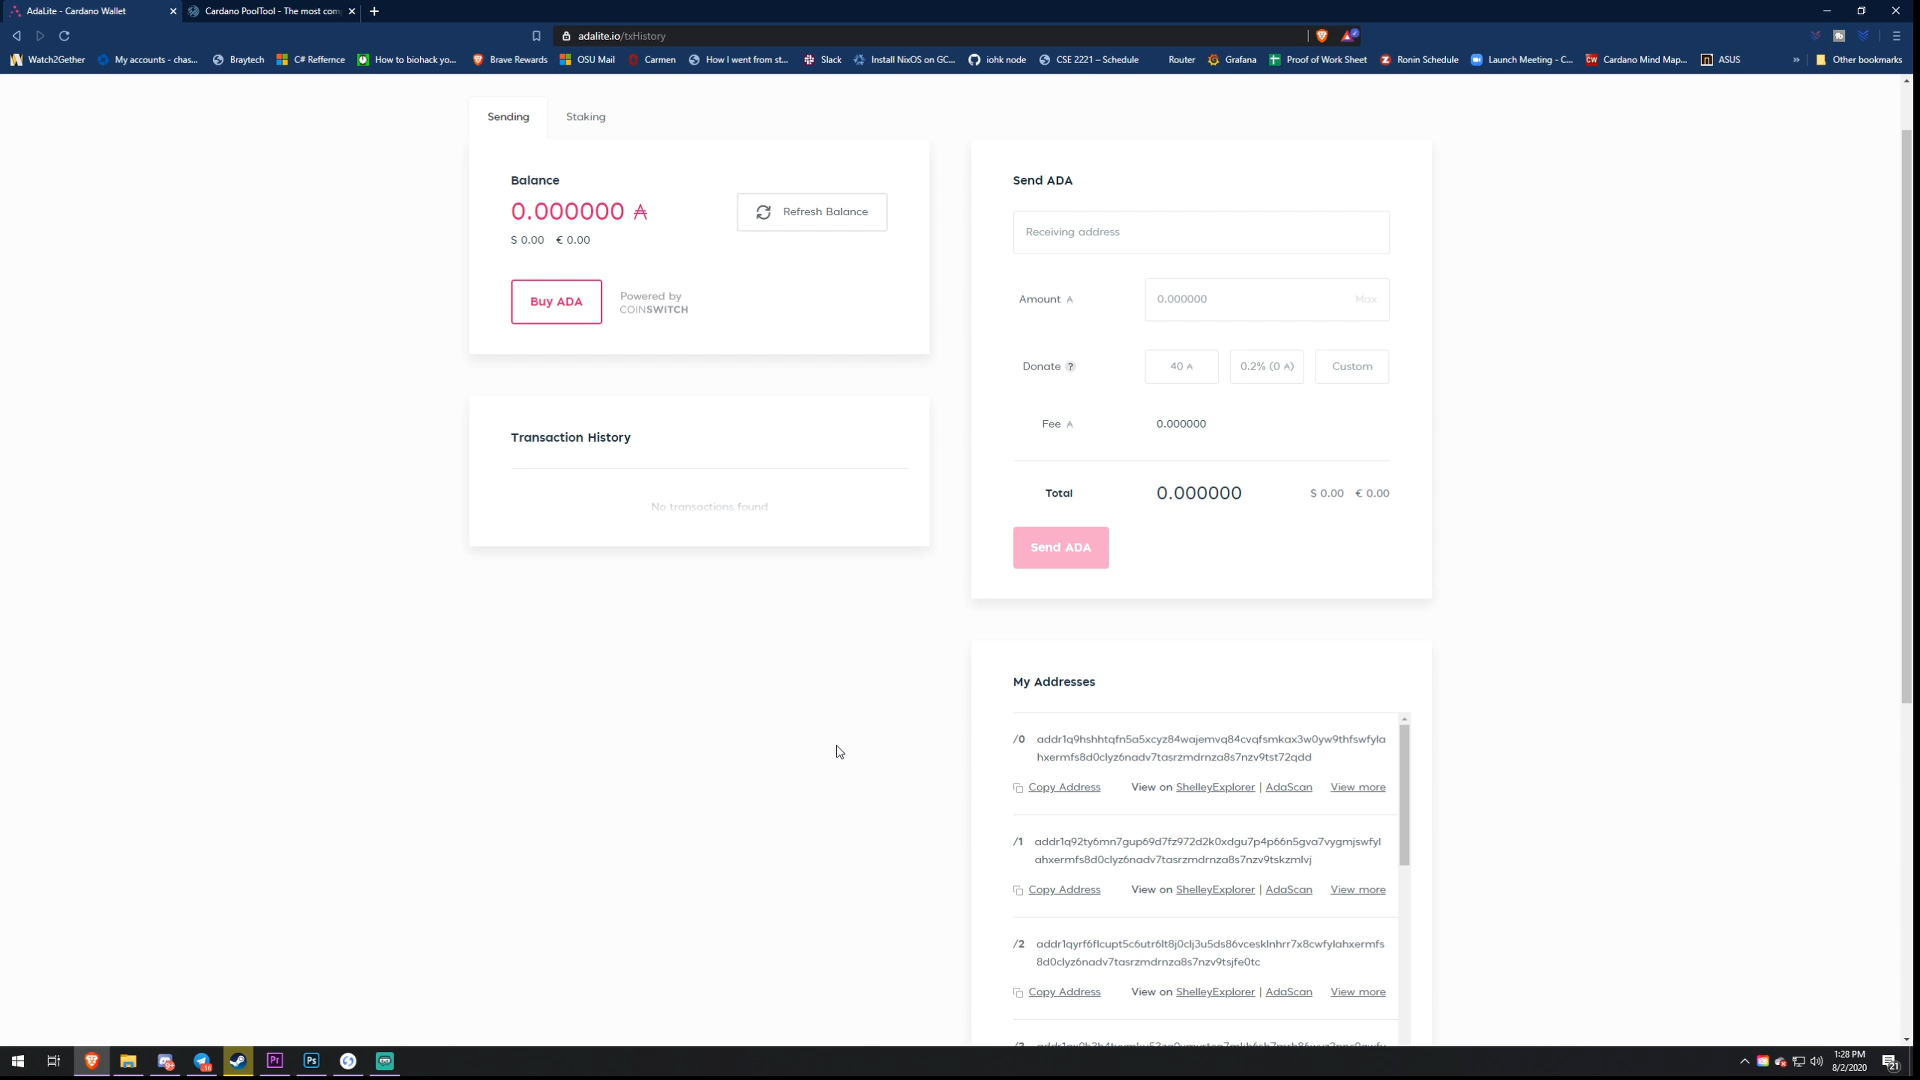 AdaLite - Cardano Wallet
Cardano PoolTool - The most com
adalite.io/txHistory
Watch2Gether
My accounts - chas...
Braytech
C# Reffernce
How to biohack yo...
Brave Rewards
OSU Mail
Carmen
How I went from st...
Slack
Install NixOS on GC...
iohk node
CSE 2221 – Schedule
Router
Grafana
Proof of Work Sheet
Ronin Schedule
Launch Meeting - C...
Cardano Mind Map...
ASUS
»
Other bookmarks
Sending
Staking
Balance
0.000000 ₳
$ 0.00 € 0.00
Refresh Balance
Buy ADA
Powered by
COINSWITCH
Transaction History
No transactions found
Send ADA
Receiving address
Amount ₳
0.000000
Max
Donate ?
40 ₳
0.2% (0 ₳)
Custom
Fee ₳
0.000000
Total
0.000000
$ 0.00 € 0.00
Send ADA
My Addresses
/0 addr1q9hshhtqfn5a5xcyz84wajemvq84cvqfsmkax3w0yw9thfswfyla
hxermfs8d0clyz6nadv7tasrzmdrnza8s7nzv9tst72qdd
Copy Address View on ShelleyExplorer | AdaScan View more
/1 addr1q92ty6mn7gup69d7fz972d2k0xdgu7p4p66n5gva7vygmjswfyl
ahxermfs8d0clyz6nadv7tasrzmdrnza8s7nzv9tskzmlvj
Copy Address View on ShelleyExplorer | AdaScan View more
/2 addr1qyrf6flcupt5c6utr6lt8j0clj3u5ds86vcesklnhrr7x8cwfylahxermfs
8d0clyz6nadv7tasrzmdrnza8s7nzv9tsjfe0tc
Copy Address View on ShelleyExplorer | AdaScan View more
Pr
Ps
1:28 PM
8/2/2020
21